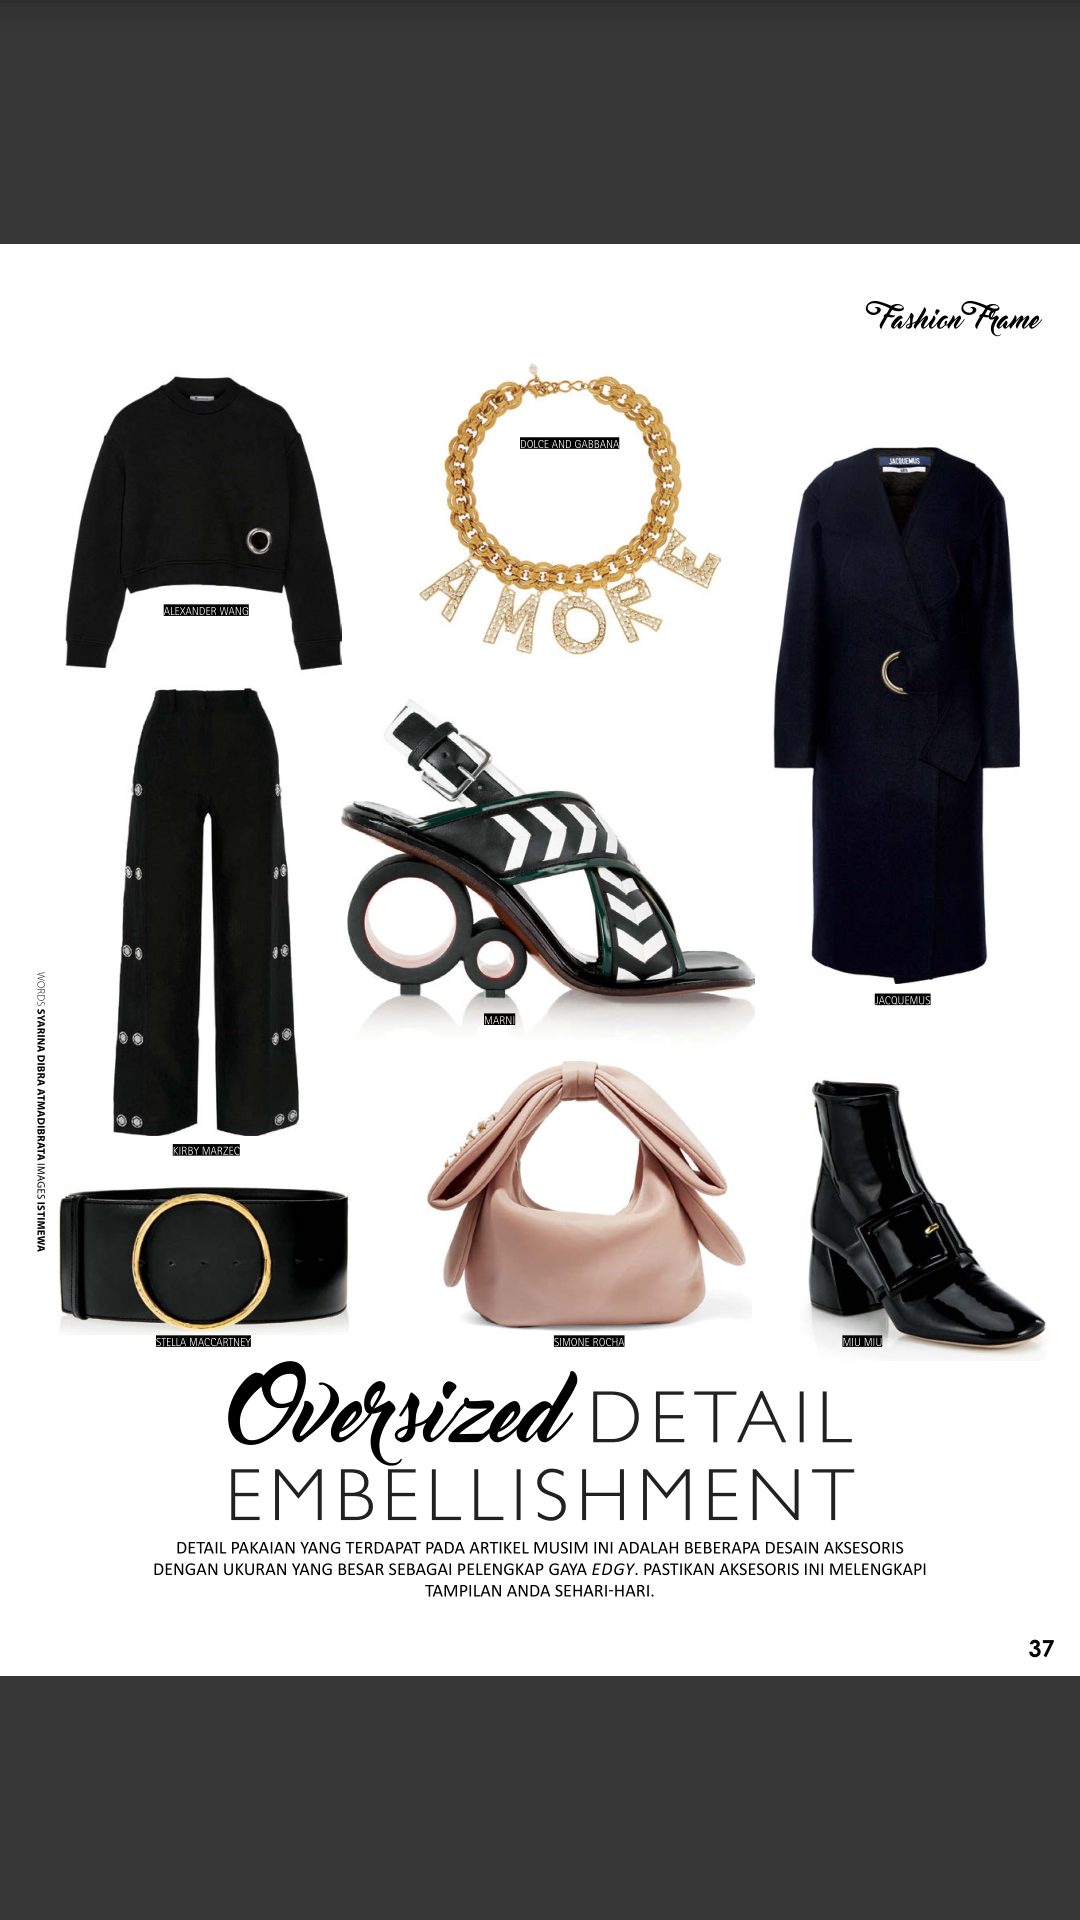 Fashion Frame
DOLCE AND GABBANA
JACQUEMUS
AMORE
ALEXANDER WANG
JACQUEMUS
MARNI
KIRBY MARZEC
WORDS SYARINA DIBRA ATMADIBRATA IMAGES ISTIMEWA
STELLA MACCARTNEY
SIMONE ROCHA
MIU MIU
Oversized DETAIL
EMBELLISHMENT
DETAIL PAKAIAN YANG TERDAPAT PADA ARTIKEL MUSIM INI ADALAH BEBERAPA DESAIN AKSESORIS
DENGAN UKURAN YANG BESAR SEBAGAI PELENGKAP GAYA EDGY. PASTIKAN AKSESORIS INI MELENGKAPI
TAMPILAN ANDA SEHARI-HARI.
37